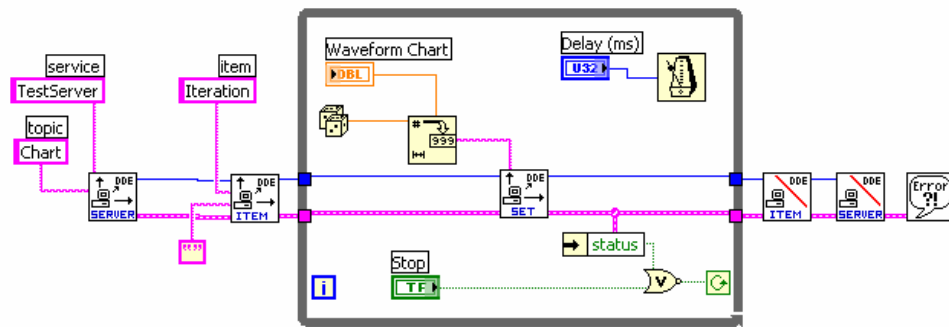 service
TestServer
topic
Chart
item
Iteration
Waveform Chart
DBL
Delay (ms)
U32
#
999
DDE
SERVER
DDE
ITEM
""
DDE
SET
status
Stop
TF
V
i
DDE
ITEM
DDE
SERVER
Error
?!